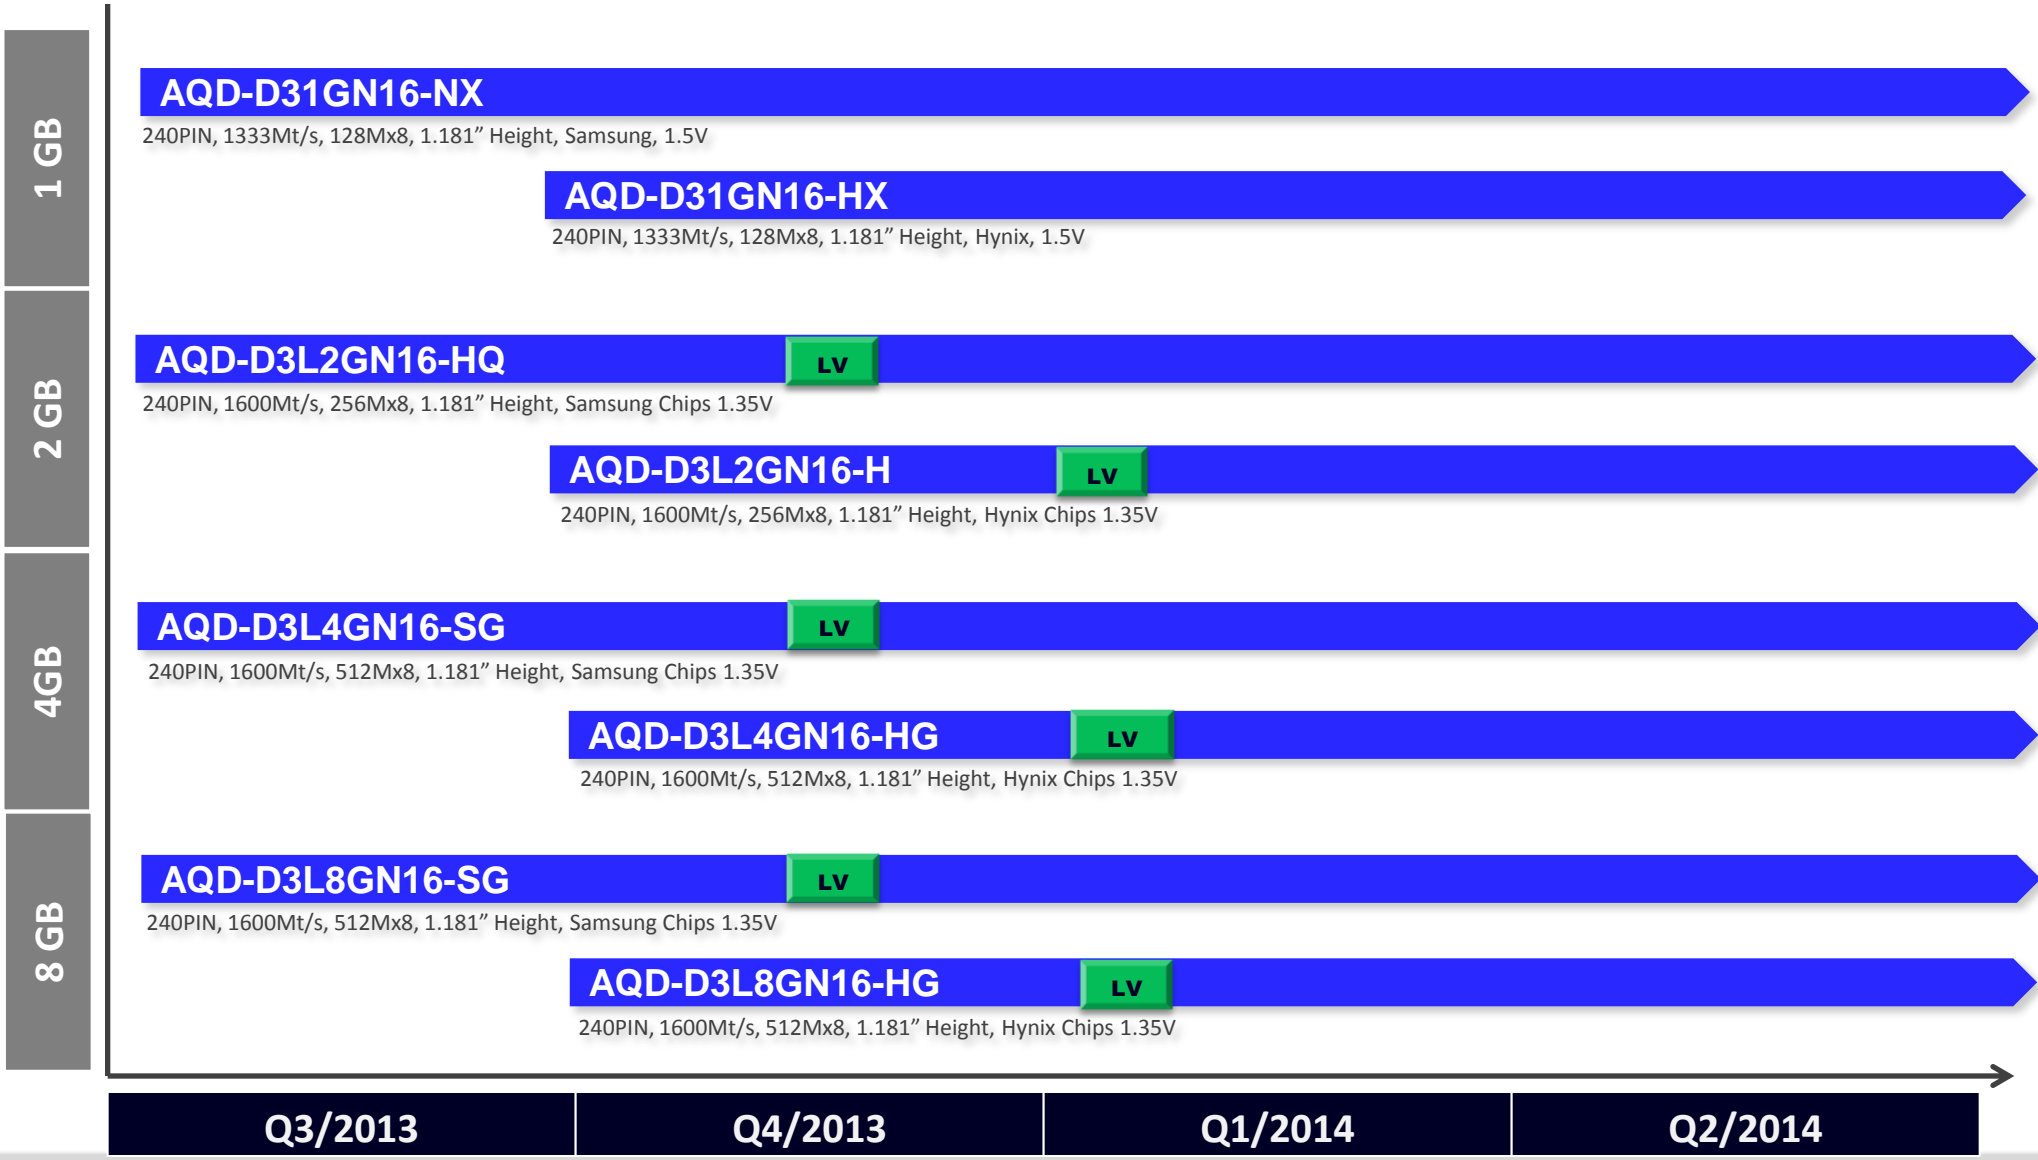 1 GB
AQD-D31GN16-NX
240PIN, 1333Mt/s, 128Mx8, 1.181” Height, Samsung, 1.5V
AQD-D31GN16-HX
240PIN, 1333Mt/s, 128Mx8, 1.181” Height, Hynix, 1.5V
2 GB
AQD-D3L2GN16-HQ
LV
240PIN, 1600Mt/s, 256Mx8, 1.181” Height, Samsung Chips 1.35V
AQD-D3L2GN16-H
LV
240PIN, 1600Mt/s, 256Mx8, 1.181” Height, Hynix Chips 1.35V
4GB
AQD-D3L4GN16-SG
LV
240PIN, 1600Mt/s, 512Mx8, 1.181” Height, Samsung Chips 1.35V
AQD-D3L4GN16-HG
LV
240PIN, 1600Mt/s, 512Mx8, 1.181” Height, Hynix Chips 1.35V
8 GB
AQD-D3L8GN16-SG
LV
240PIN, 1600Mt/s, 512Mx8, 1.181” Height, Samsung Chips 1.35V
AQD-D3L8GN16-HG
LV
240PIN, 1600Mt/s, 512Mx8, 1.181” Height, Hynix Chips 1.35V
Q3/2013 Q4/2013 Q1/2014 Q2/2014